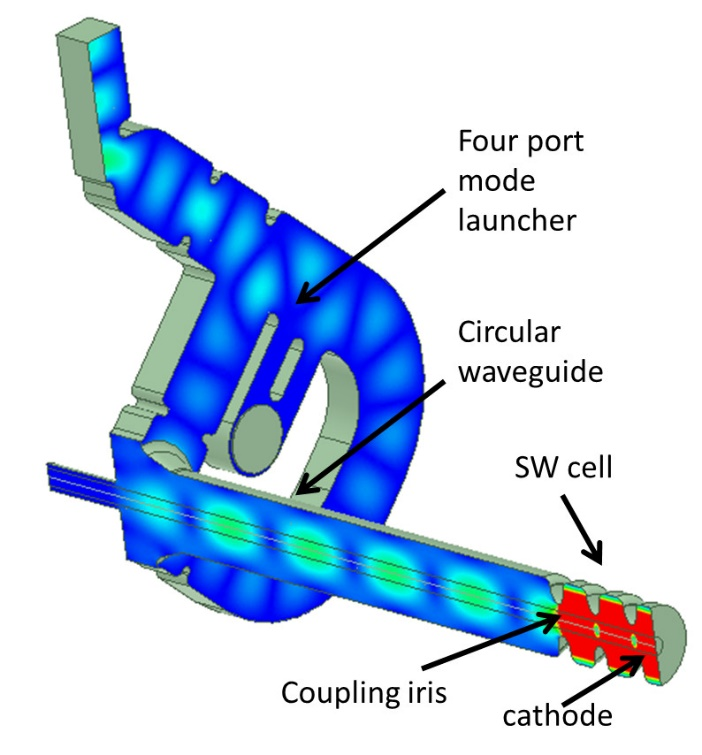 Four port
mode
launcher
Circular
waveguide
SW cell
Coupling iris
cathode